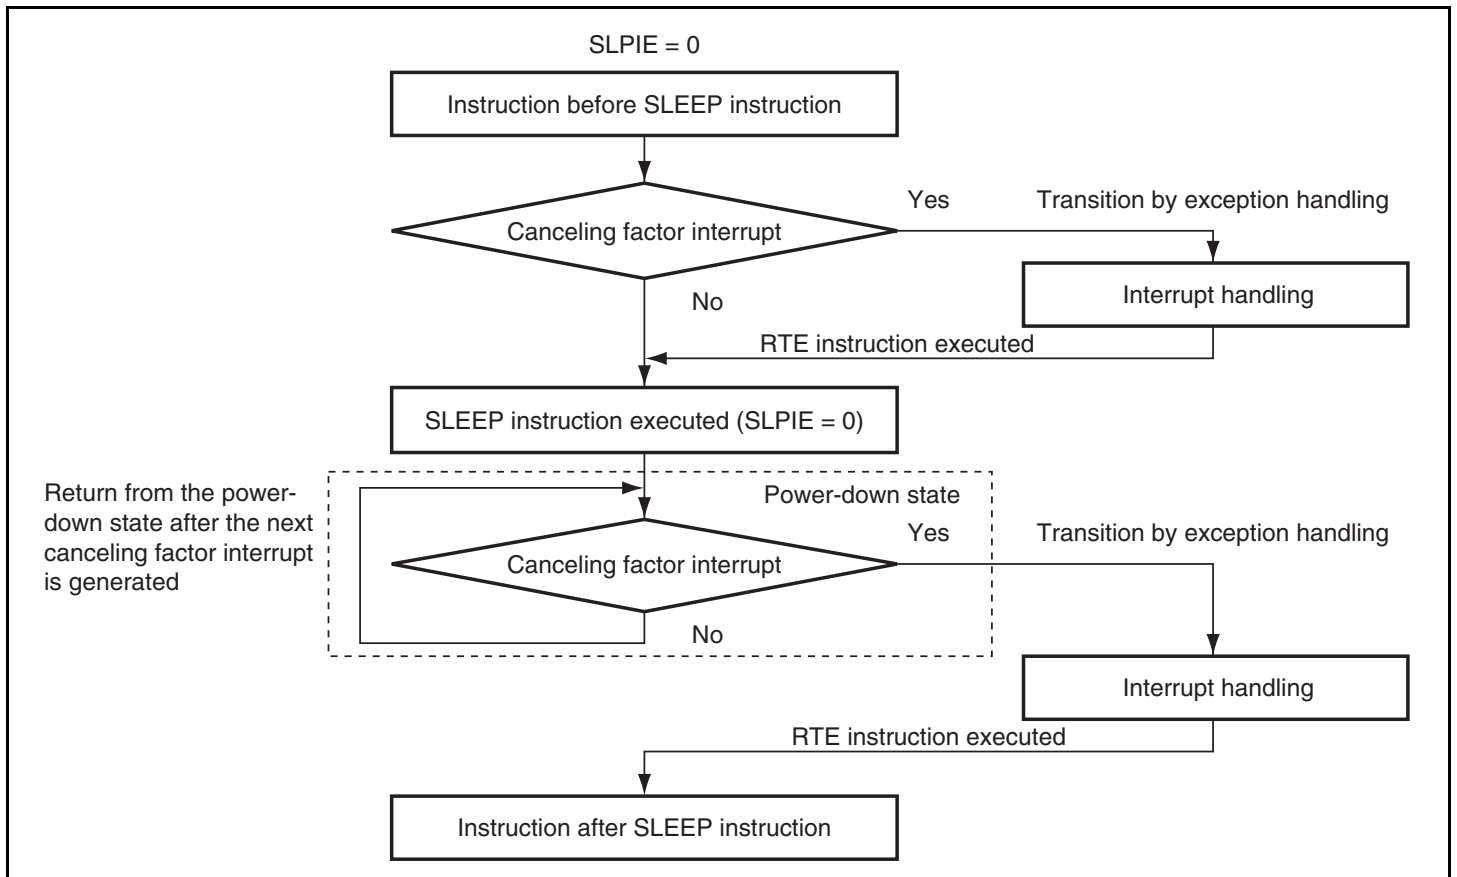 SLPIE = 0
Instruction before SLEEP instruction
Yes
Transition by exception handling
Canceling factor interrupt
Interrupt handling
No
RTE instruction executed
SLEEP instruction executed (SLPIE = 0)
Return from the power-
down state after the next
canceling factor interrupt
is generated
Power-down state
Yes
Transition by exception handling
Canceling factor interrupt
No
Interrupt handling
RTE instruction executed
Instruction after SLEEP instruction